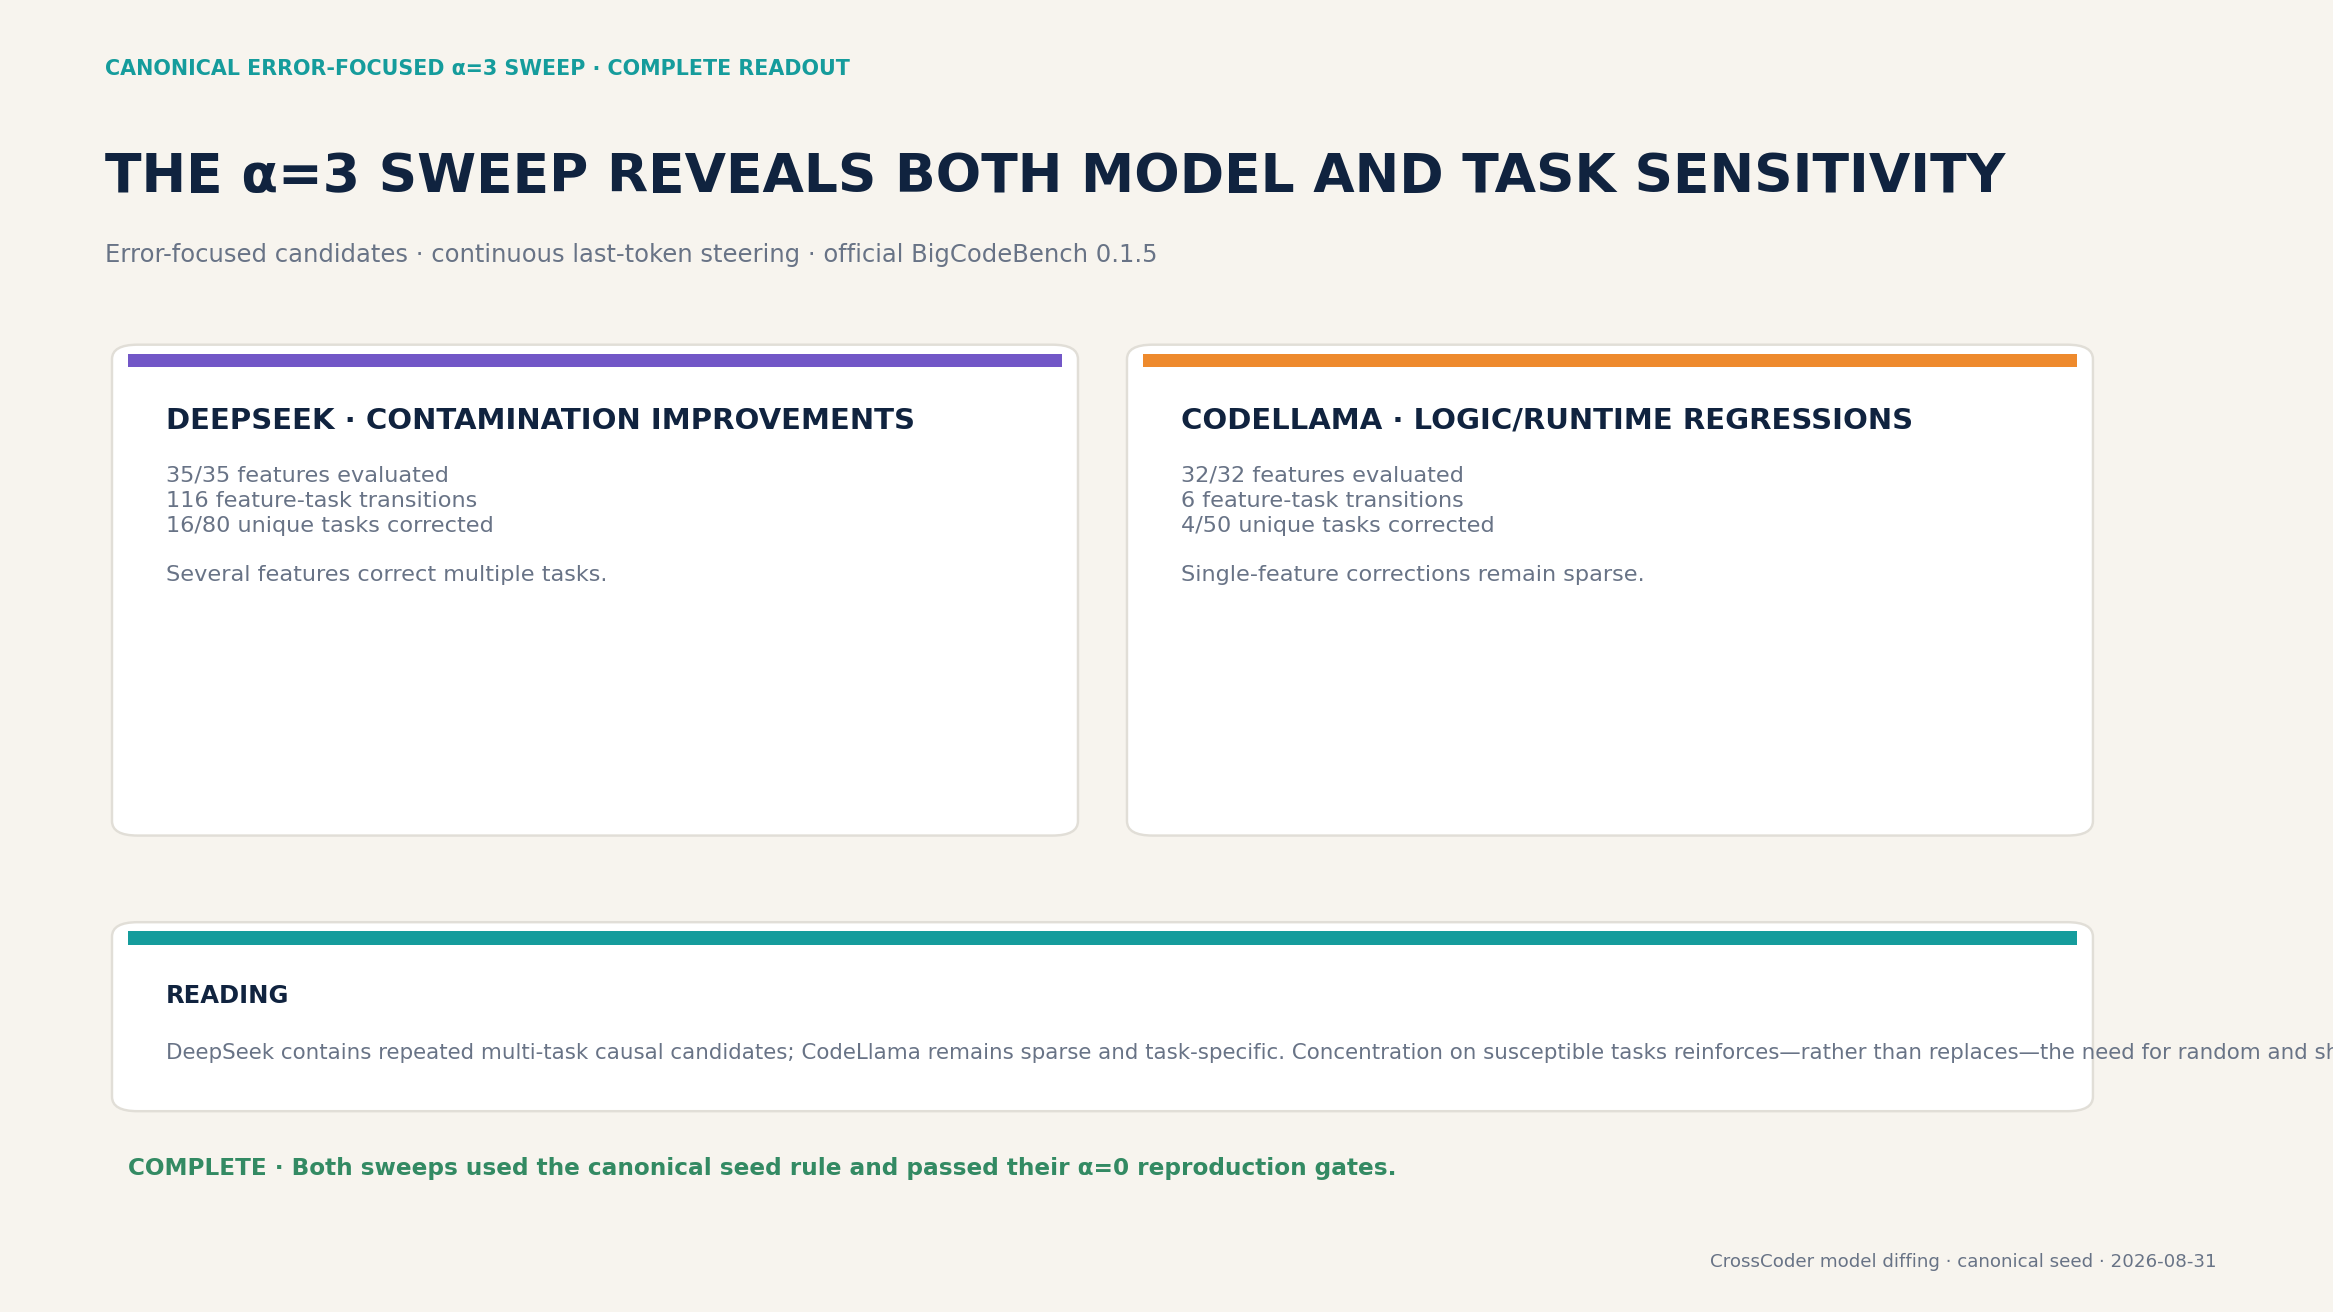 CANONICAL ERROR-FOCUSED α=3 SWEEP · COMPLETE READOUT
THE α=3 SWEEP REVEALS BOTH MODEL AND TASK SENSITIVITY
Error-focused candidates · continuous last-token steering · official BigCodeBench 0.1.5
DEEPSEEK · CONTAMINATION IMPROVEMENTS
35/35 features evaluated
116 feature-task transitions
16/80 unique tasks corrected
Several features correct multiple tasks.
CODELLAMA · LOGIC/RUNTIME REGRESSIONS
32/32 features evaluated
6 feature-task transitions
4/50 unique tasks corrected
Single-feature corrections remain sparse.
READING
DeepSeek contains repeated multi-task causal candidates; CodeLlama remains sparse and task-specific. Concentration on susceptible tasks reinforces—rather than replaces—the need for random and
COMPLETE · Both sweeps used the canonical seed rule and passed their α=0 reproduction gates.
CrossCoder model diffing · canonical seed · 2026-08-31